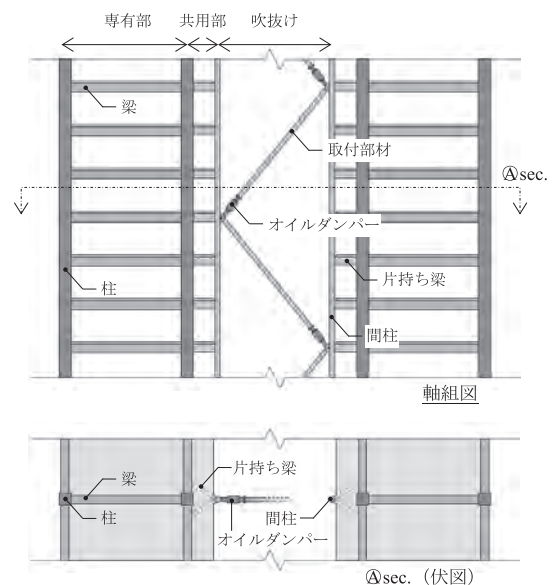 専有部 共用部 吹抜け
梁
取付部材
Ⓐsec.
オイルダンパー
柱
片持ち梁
間柱
軸組図
片持ち梁
梁
柱
間柱
オイルダンパー
Ⓐsec.（伏図）